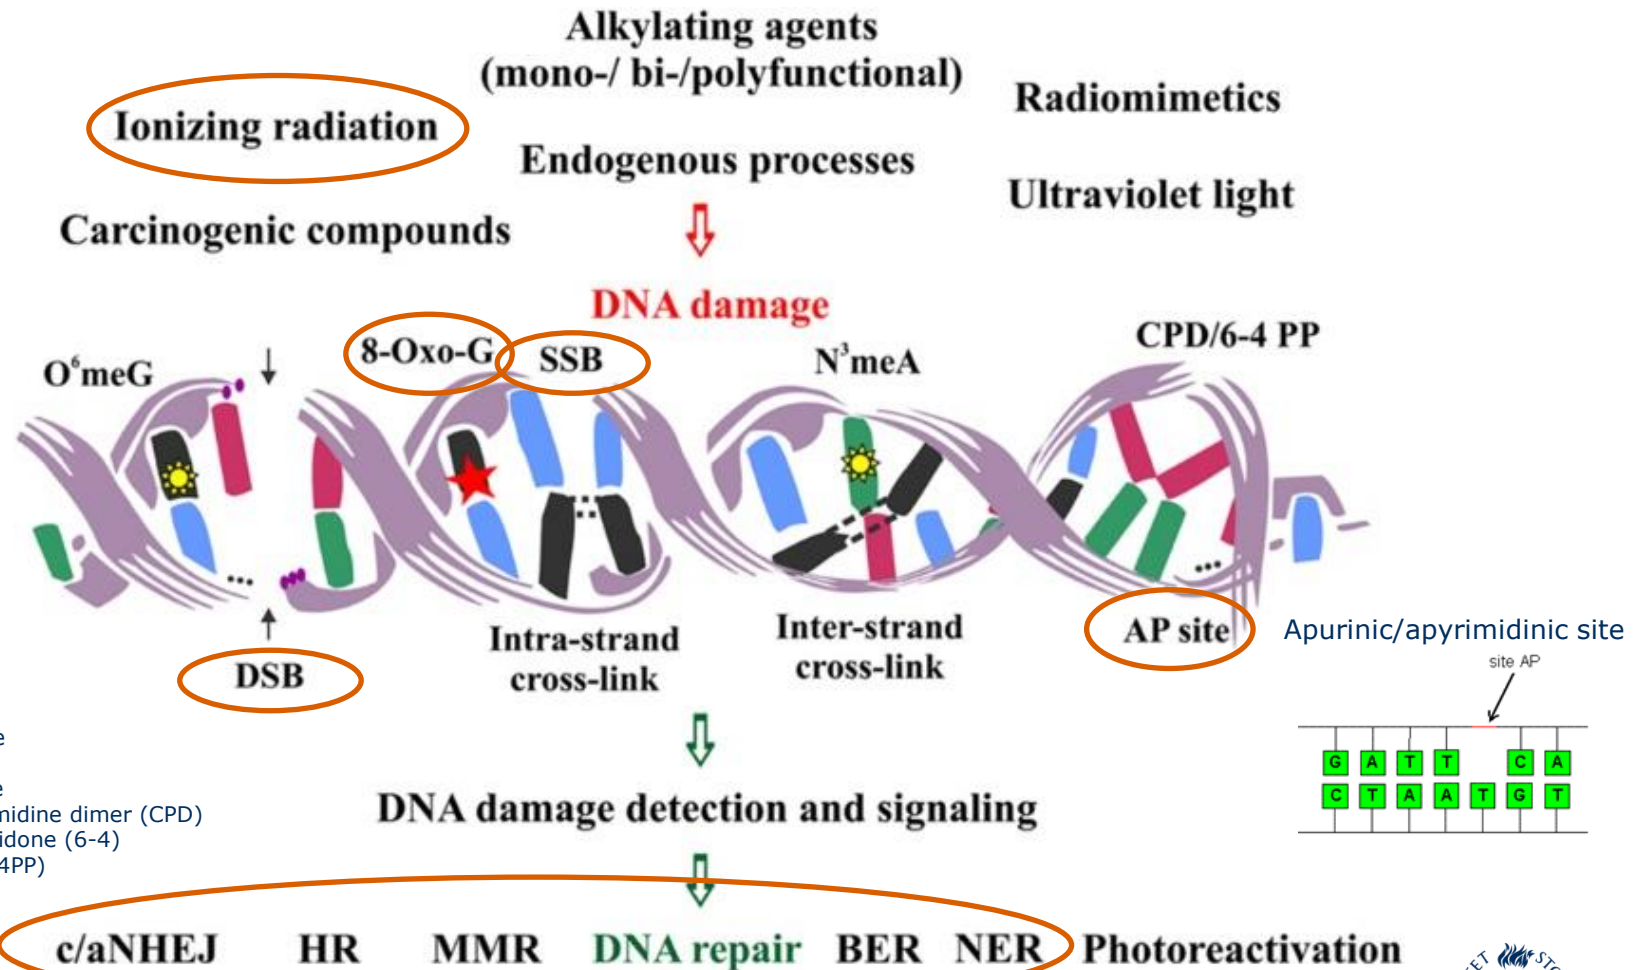 Alkylating agents
(mono-/ bi-/polyfunctional)
Radiomimetics
Ionizing radiation
Endogenous processes
Ultraviolet light
Carcinogenic compounds
DNA damage
O⁶meG
8-Oxo-G
SSB
N³meA
CPD/6-4 PP
DSB
Intra-strand
cross-link
Inter-strand
cross-link
AP site
Apurinic/apyrimidinic site
site AP
G A T T C A
C T A A T G T
dimer (CPD)
(6-4)
DNA damage detection and signaling
c/aNHEJ HR MMR DNA repair BER NER Photoreactivation